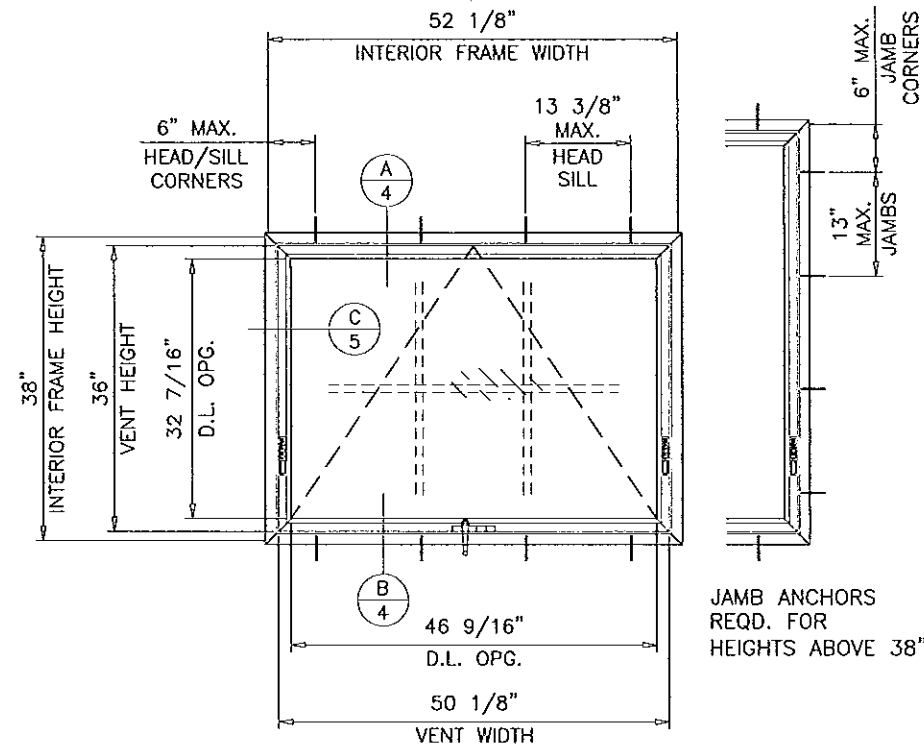 52 1/8"
INTERIOR FRAME WIDTH
6" MAX.
HEAD/SILL
CORNERS
13 3/8"
MAX.
HEAD
SILL
6" MAX.
JAMB
CORNERS
13"
MAX.
JAMBS
A
4
C
5
38"
INTERIOR FRAME HEIGHT
36"
VENT HEIGHT
32 7/16"
D.L. OPG.
B
4
46 9/16"
D.L. OPG.
50 1/8"
VENT WIDTH
JAMB ANCHORS
REQD. FOR
HEIGHTS ABOVE 38"